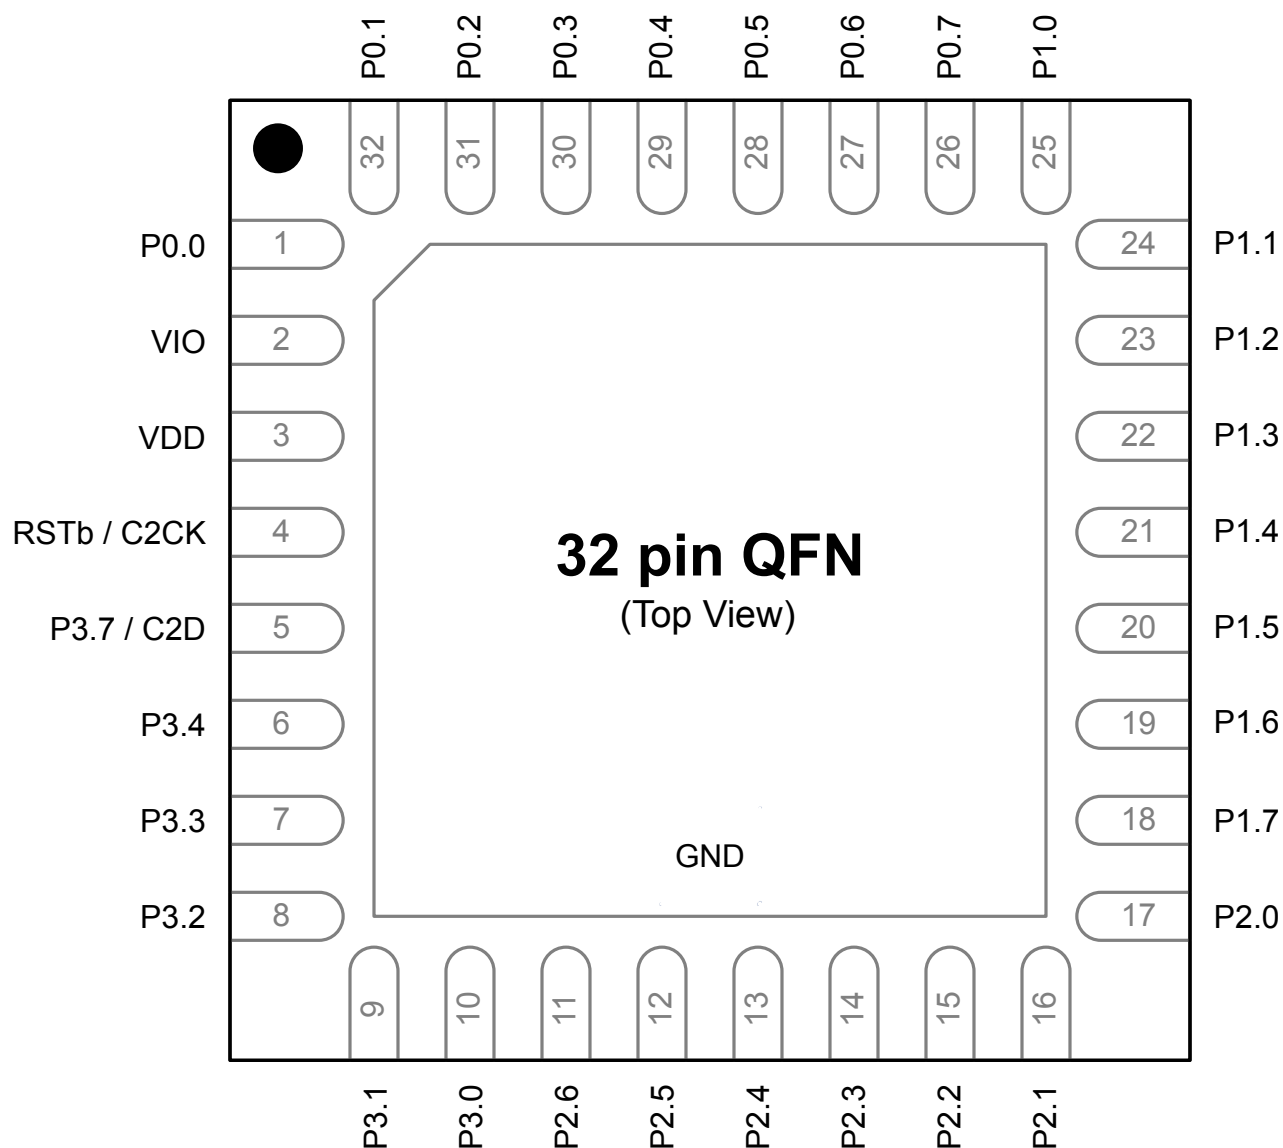 P0.1 P0.2 P0.3 P0.4 P0.5 P0.6 P0.7 P1.0
32 31 30 29 28 27 26 25
P0.0 1 24 P1.1
VIO 2 23 P1.2
VDD 3 22 P1.3
RSTb / C2CK 4 21 P1.4
32 pin QFN
(Top View)
P3.7 / C2D 5 20 P1.5
P3.4 6 19 P1.6
P3.3 7 18 P1.7
GND
P3.2 8 17 P2.0
9 10 11 12 13 14 15 16
P3.1 P3.0 P2.6 P2.5 P2.4 P2.3 P2.2 P2.1